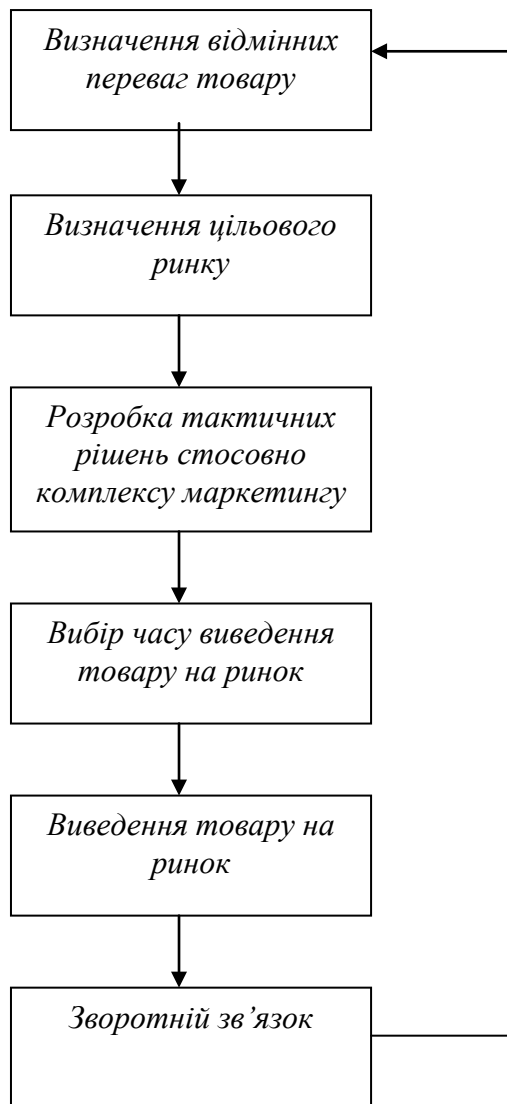 Визначення відмінних
переваг товару
Визначення цільового
ринку
Розробка тактичних
рішень стосовно
комплексу маркетингу
Вибір часу виведення
товару на ринок
Виведення товару на
ринок
Зворотній зв’язок